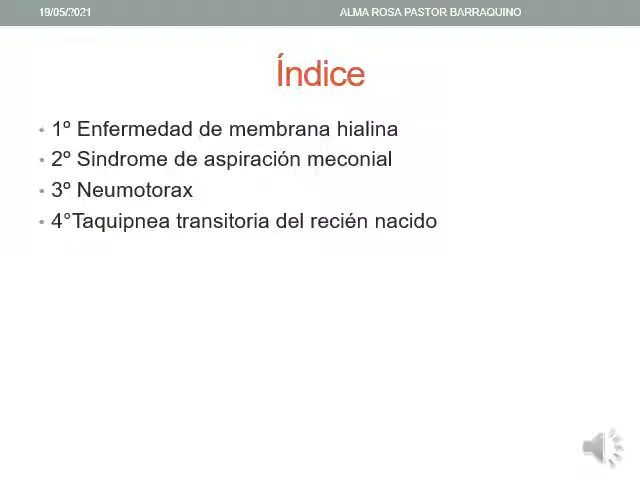 19/05/2021
ALMA ROSA PASTOR BARRAQUINO
Índice
• 1º Enfermedad de membrana hialina
• 2º Sindrome de aspiración meconial
• 3º Neumotorax
• 4°Taquipnea transitoria del recién nacido